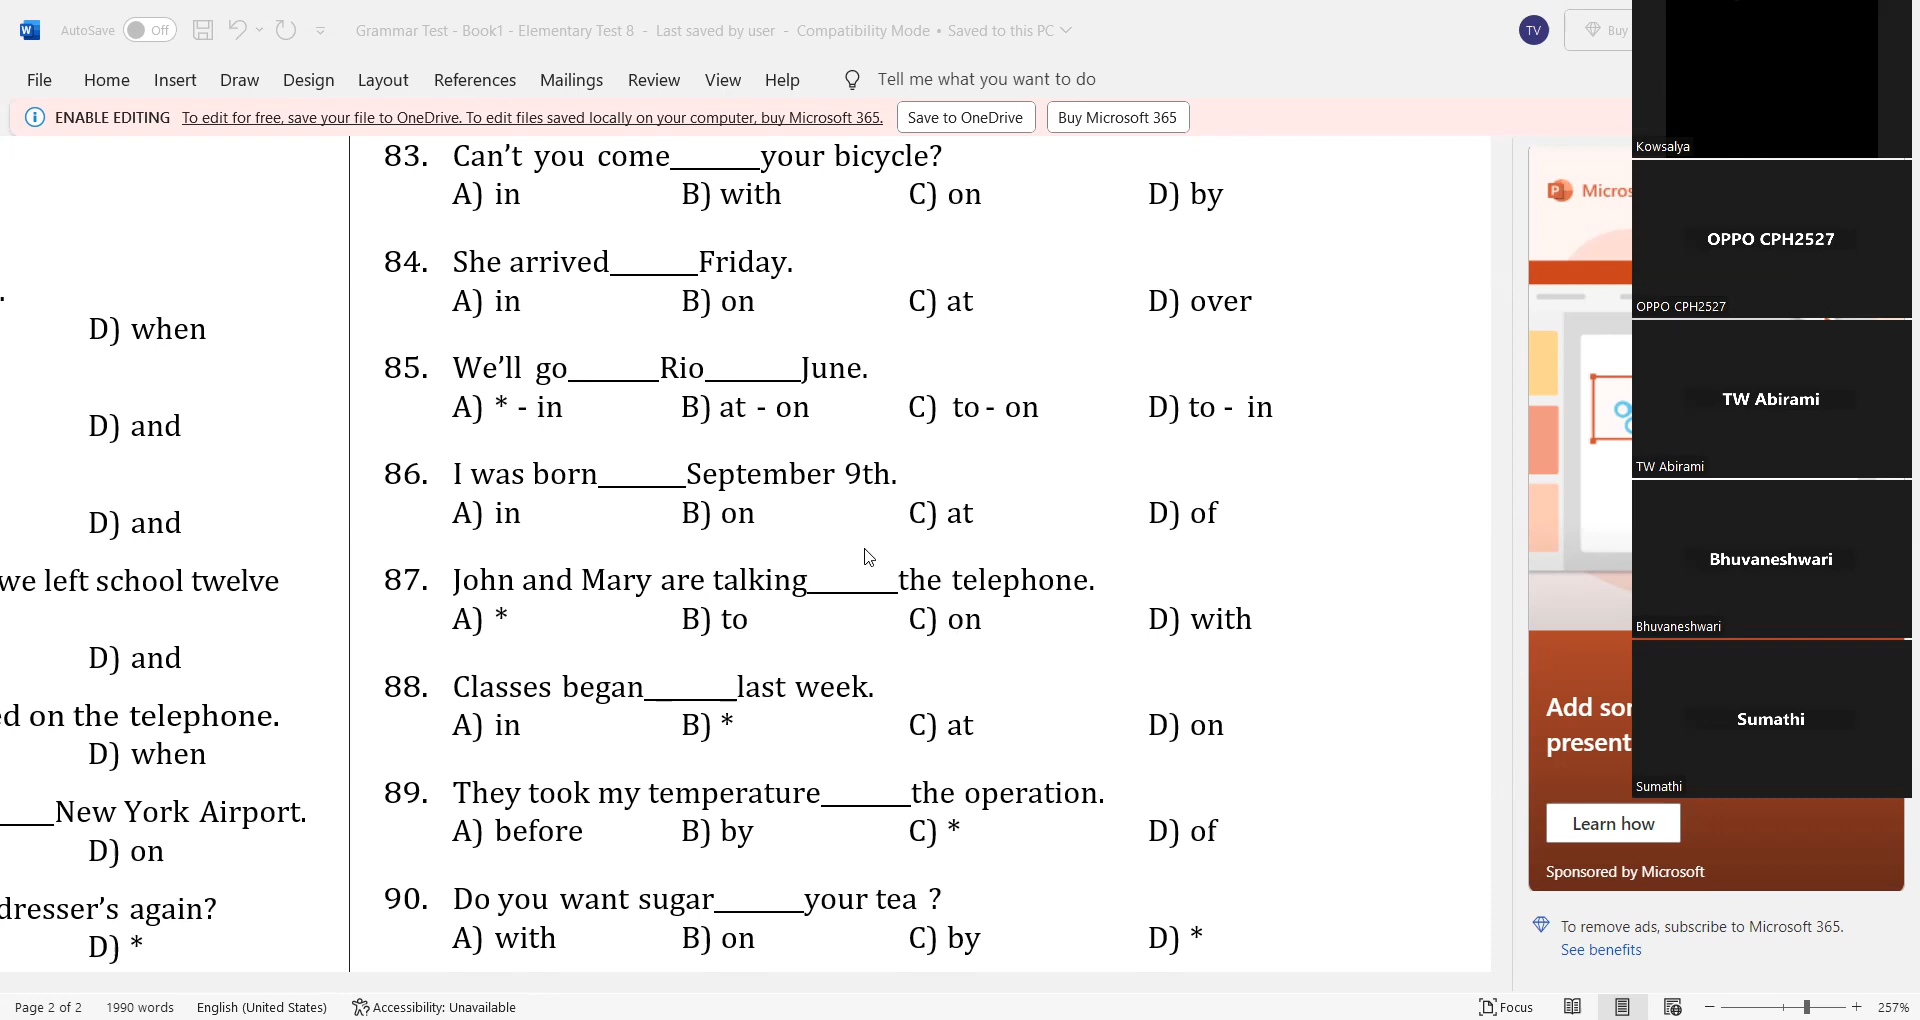 AutoSave Off Grammar Test - Book1 - Elementary Test 8 - Last saved by user - Compatibility Mode • Saved to this PC TV Buy
File Home Insert Draw Design Layout References Mailings Review View Help Tell me what you want to do
ENABLE EDITING To edit for free, save your file to OneDrive. To edit files saved locally on your computer, buy Microsoft 365. Save to OneDrive Buy Microsoft 365
.
D) when
D) and
D) and
we left school twelve
D) and
ed on the telephone.
D) when
____New York Airport.
D) on
dresser’s again?
D) *
83. Can’t you come______your bicycle?
A) in B) with C) on D) by
84. She arrived______Friday.
A) in B) on C) at D) over
85. We’ll go______Rio______June.
A) * - in B) at - on C) to - on D) to - in
86. I was born______September 9th.
A) in B) on C) at D) of
87. John and Mary are talking______the telephone.
A) * B) to C) on D) with
88. Classes began______last week.
A) in B) * C) at D) on
89. They took my temperature______the operation.
A) before B) by C) * D) of
90. Do you want sugar______your tea ?
A) with B) on C) by D) *
Micros
Add so
present
Learn how
Sponsored by Microsoft
To remove ads, subscribe to Microsoft 365.
See benefits
Kowsalya
OPPO CPH2527
OPPO CPH2527
TW Abirami
TW Abirami
Bhuvaneshwari
Bhuvaneshwari
Sumathi
Sumathi
Page 2 of 2 1990 words English (United States) Accessibility: Unavailable Focus 257%